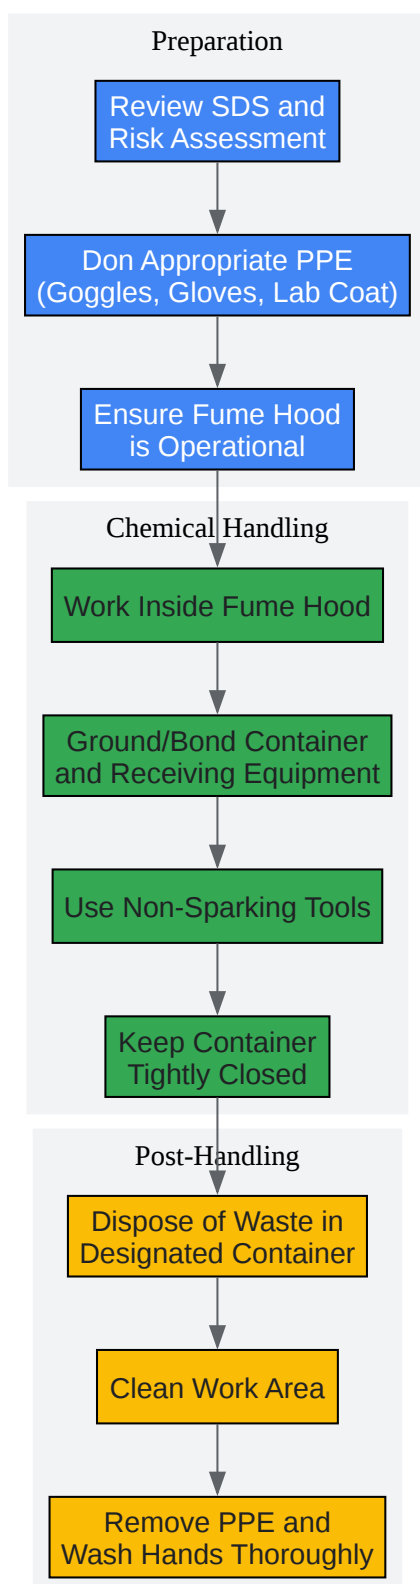 Preparation
Review SDS and
Risk Assessment
Don Appropriate PPE
(Goggles, Gloves, Lab Coat)
Ensure Fume Hood
is Operational
Chemical Handling
Work Inside Fume Hood
Ground/Bond Container
and Receiving Equipment
Use Non-Sparking Tools
Keep Container
Tightly Closed
Post-Handling
Dispose of Waste in
Designated Container
Clean Work Area
Remove PPE and
Wash Hands Thoroughly